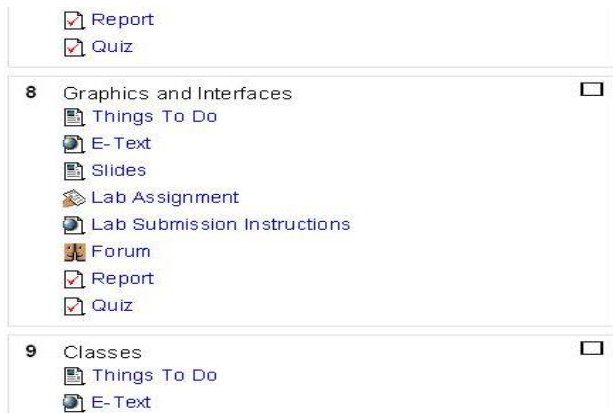 Report
Quiz
8 Graphics and Interfaces
Things To Do
E-Text
Slides
Lab Assignment
Lab Submission Instructions
Forum
Report
Quiz
9 Classes
Things To Do
E-Text